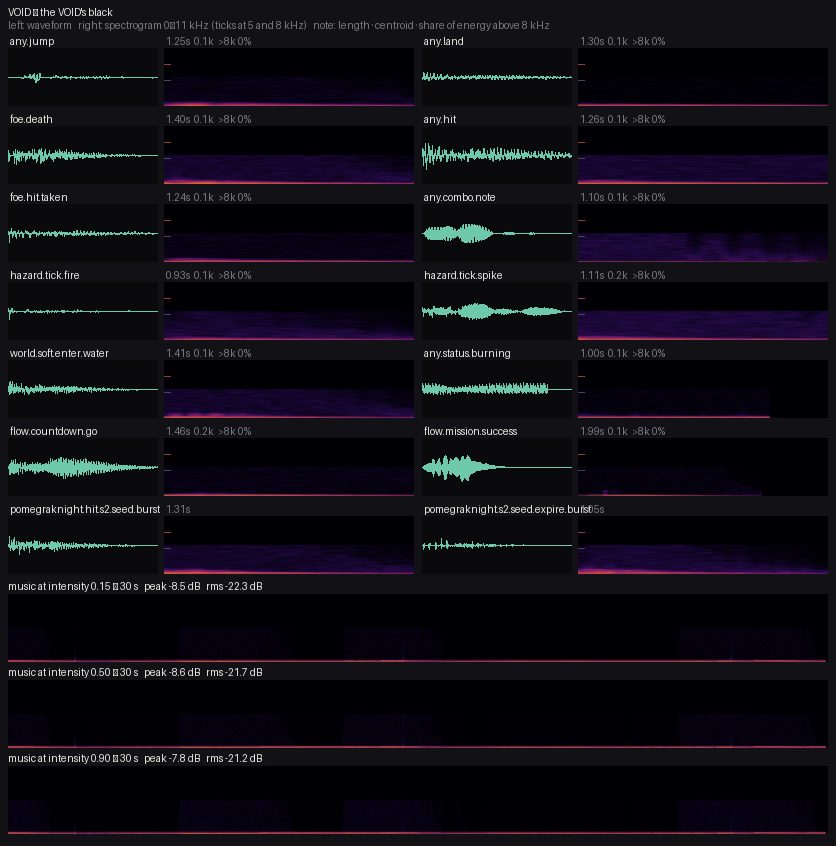 VOID the VOID's black
left: waveform right: spectrogram 0 11 kHz (ticks at 5 and 8 kHz) note: length · centroid · share of energy above 8 kHz
any.jump 1.25s 0.1k >8k 0% any.land 1.30s 0.1k >8k 0%
foe.death 1.40s 0.1k >8k 0% any.hit 1.26s 0.1k >8k 0%
foe.hit.taken 1.24s 0.1k >8k 0% any.combo.note 1.10s 0.1k >8k 0%
hazard.tick.fire 0.93s 0.1k >8k 0% hazard.tick.spike 1.11s 0.2k >8k 0%
world.soft.enter.water 1.41s 0.1k >8k 0% any.status.burning 1.00s 0.1k >8k 0%
flow.countdown.go 1.46s 0.2k >8k 0% flow.mission.success 1.99s 0.1k >8k 0%
pomegraknight.hit.s2.seed.burst 1.31s pomegraknight.s2.seed.expire.burst
music at intensity 0.15 30 s peak -8.5 dB rms -22.3 dB
music at intensity 0.50 30 s peak -8.6 dB rms -21.7 dB
music at intensity 0.90 30 s peak -7.8 dB rms -21.2 dB